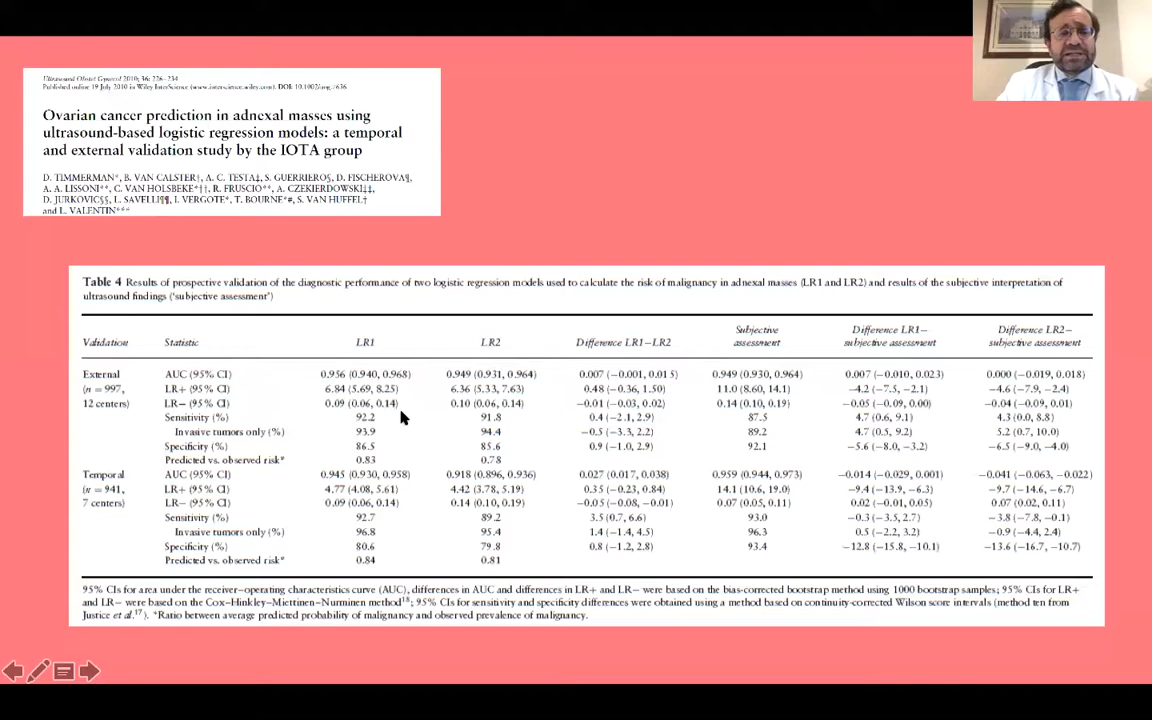 Ultrasound Obstet Gynecol 2010; 36: 226–234
Published online 19 July 2010 in Wiley InterScience (www.interscience.wiley.com). DOI: 10.1002/uog.7636
Ovarian cancer prediction in adnexal masses using
ultrasound-based logistic regression models: a temporal
and external validation study by the IOTA group
D. TIMMERMAN*, B. VAN CALSTER†, A. C. TESTA‡, S. GUERRIERO§, D. FISCHEROVA¶,
A. A. LISSONI**, C. VAN HOLSBEKE*††, R. FRUSCIO**, A. CZEKIERDOWSKI‡‡,
D. JURKOVIC§§, L. SAVELLI¶¶, I. VERGOTE*, T. BOURNE*#, S. VAN HUFFEL†
and L. VALENTIN***
Table 4 Results of prospective validation of the diagnostic performance of two logistic regression models used to calculate the risk of malignancy in adnexal masses (LR1 and LR2) and results of the subjective interpretation of
ultrasound findings ('subjective assessment')
Validation Statistic LR1 LR2 Difference LR1–LR2 Subjective assessment Difference LR1– subjective assessment Difference LR2– subjective assessment
External AUC (95% CI) 0.956 (0.940, 0.968) 0.949 (0.931, 0.964) 0.007 (−0.001, 0.015) 0.949 (0.930, 0.964) 0.007 (−0.010, 0.023) 0.000 (−0.019, 0.018)
(n = 997, LR+ (95% CI) 6.84 (5.69, 8.25) 6.36 (5.33, 7.63) 0.48 (−0.36, 1.50) 11.0 (8.60, 14.1) −4.2 (−7.5, −2.1) −4.6 (−7.9, −2.4)
12 centers) LR− (95% CI) 0.09 (0.06, 0.14) 0.10 (0.06, 0.14) −0.01 (−0.03, 0.02) 0.14 (0.10, 0.19) −0.05 (−0.09, 0.00) −0.04 (−0.09, 0.01)
Sensitivity (%) 92.2 91.8 0.4 (−2.1, 2.9) 87.5 4.7 (0.6, 9.1) 4.3 (0.0, 8.8)
Invasive tumors only (%) 93.9 94.4 −0.5 (−3.3, 2.2) 89.2 4.7 (0.5, 9.2) 5.2 (0.7, 10.0)
Specificity (%) 86.5 85.6 0.9 (−1.0, 2.9) 92.1 −5.6 (−8.0, −3.2) −6.5 (−9.0, −4.0)
Predicted vs. observed risk* 0.83 0.78
Temporal AUC (95% CI) 0.945 (0.930, 0.958) 0.918 (0.896, 0.936) 0.027 (0.017, 0.038) 0.959 (0.944, 0.973) −0.014 (−0.029, 0.001) −0.041 (−0.063, −0.022)
(n = 941, LR+ (95% CI) 4.77 (4.08, 5.61) 4.42 (3.78, 5.19) 0.35 (−0.23, 0.84) 14.1 (10.6, 19.0) −9.4 (−13.9, −6.3) −9.7 (−14.6, −6.7)
7 centers) LR− (95% CI) 0.09 (0.06, 0.14) 0.14 (0.10, 0.19) −0.05 (−0.08, −0.01) 0.07 (0.05, 0.11) 0.02 (−0.01, 0.05) 0.07 (0.02, 0.11)
Sensitivity (%) 92.7 89.2 3.5 (0.7, 6.6) 93.0 −0.3 (−3.5, 2.7) −3.8 (−7.8, −0.1)
Invasive tumors only (%) 96.8 95.4 1.4 (−1.4, 4.5) 96.3 0.5 (−2.2, 3.2) −0.9 (−4.4, 2.4)
Specificity (%) 80.6 79.8 0.8 (−1.2, 2.8) 93.4 −12.8 (−15.8, −10.1) −13.6 (−16.7, −10.7)
Predicted vs. observed risk* 0.84 0.81
95% CIs for area under the receiver–operating characteristics curve (AUC), differences in AUC and differences in LR+ and LR− were based on the bias-corrected bootstrap method using 1000 bootstrap samples; 95% CIs for LR+
and LR− were based on the Cox–Hinkley–Miettinen–Nurminen method18; 95% CIs for sensitivity and specificity differences were obtained using a method based on continuity-corrected Wilson score intervals (method ten from
Justice et al.17). *Ratio between average predicted probability of malignancy and observed prevalence of malignancy.